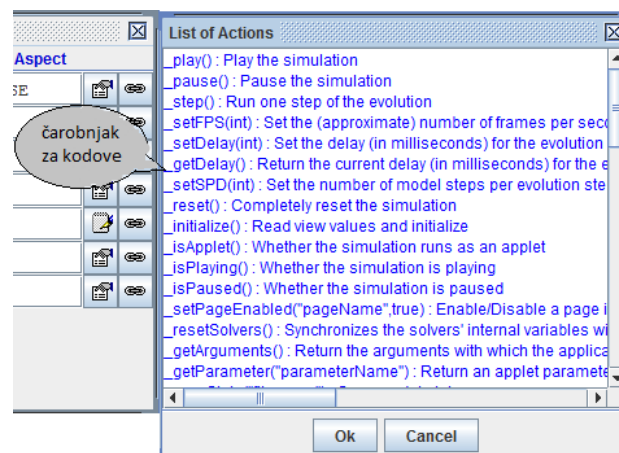 List of Actions
Aspect
SE
čarobnjak
za kodove
_play() : Play the simulation
_pause() : Pause the simulation
_step() : Run one step of the evolution
_setFPS(int) : Set the (approximate) number of frames per seco
_setDelay(int) : Set the delay (in milliseconds) for the evolution
_getDelay() : Return the current delay (in milliseconds) for the e
_setSPD(int) : Set the number of model steps per evolution ste
_reset() : Completely reset the simulation
_initialize() : Read view values and initialize
_isApplet() : Whether the simulation runs as an applet
_isPlaying() : Whether the simulation is playing
_isPaused() : Whether the simulation is paused
_setPageEnabled("pageName",true) : Enable/Disable a page i
_resetSolvers() : Synchronizes the solvers' internal variables wi
_getArguments() : Return the arguments with which the applica
_getParameter("parameterName") : Return an applet paramete
Ok Cancel